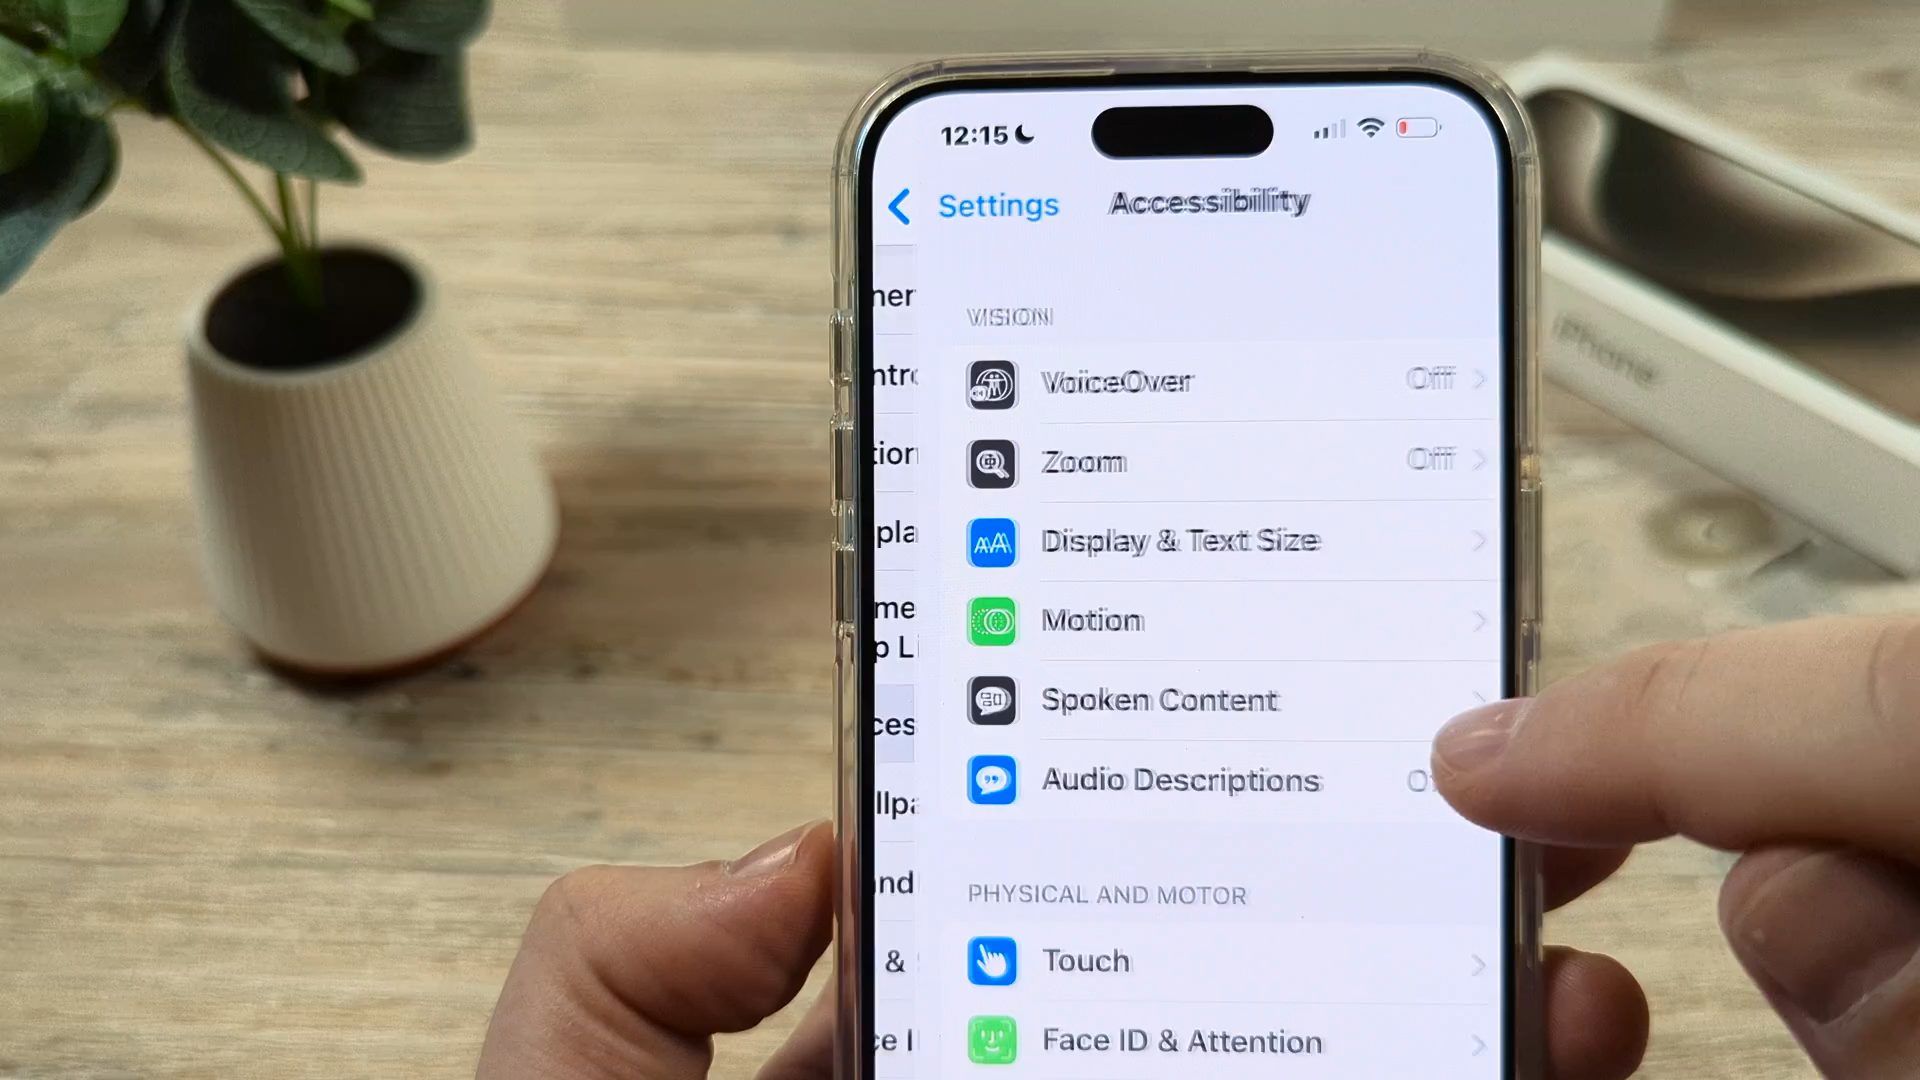 12:15
Settings Accessibility
VISION
VoiceOver Off
Zoom Off
Display & Text Size
Motion
Spoken Content
Audio Descriptions
PHYSICAL AND MOTOR
Touch
Face ID & Attention
iPhone